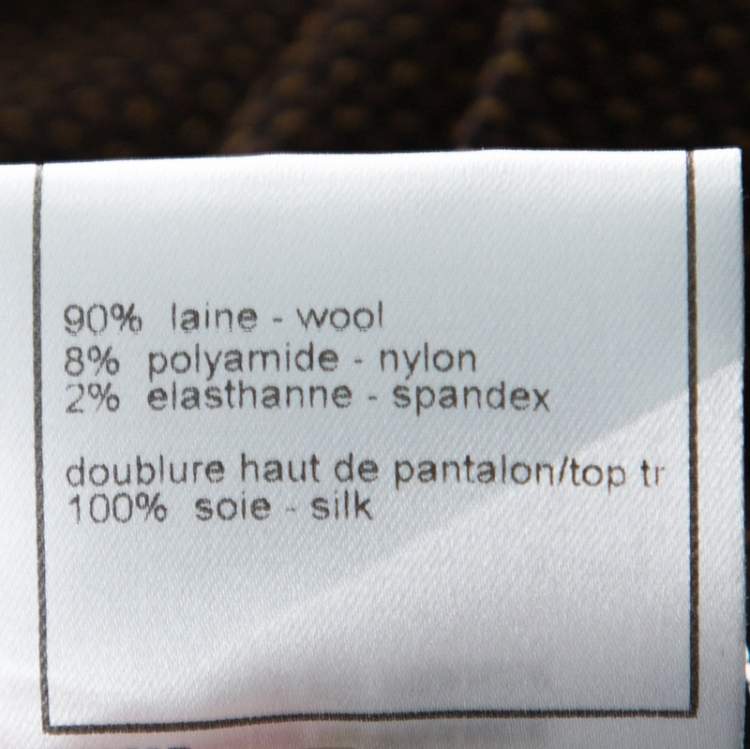 90% laine - wool
8% polyamide - nylon
2% elasthanne - spandex
doublure haut de pantalon/top tr
100% soie - silk